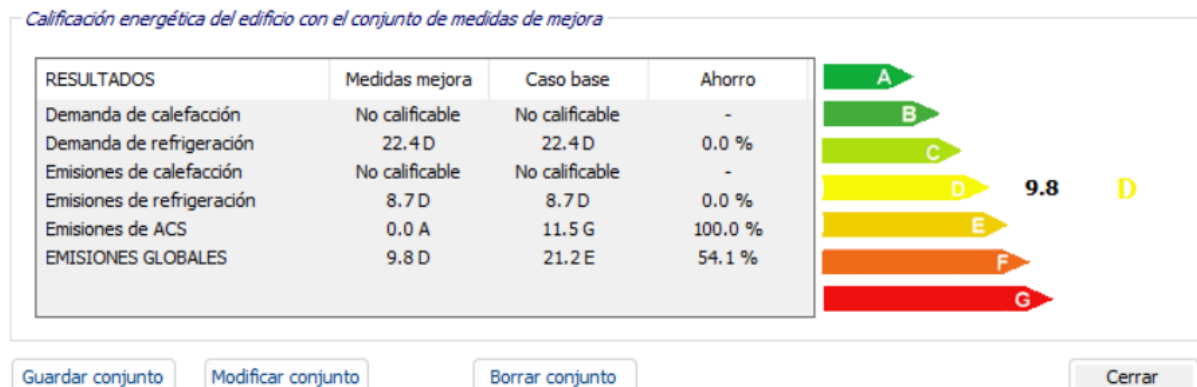 Calificación energética del edificio con el conjunto de medidas de mejora
RESULTADOS Medidas mejora Caso base Ahorro
Demanda de calefacción No calificable No calificable -
Demanda de refrigeración 22.4 D 22.4 D 0.0 %
Emisiones de calefacción No calificable No calificable -
Emisiones de refrigeración 8.7 D 8.7 D 0.0 %
Emisiones de ACS 0.0 A 11.5 G 100.0 %
EMISIONES GLOBALES 9.8 D 21.2 E 54.1 %
A
B
C
D 9.8 D
E
F
G
Guardar conjunto Modificar conjunto Borrar conjunto Cerrar